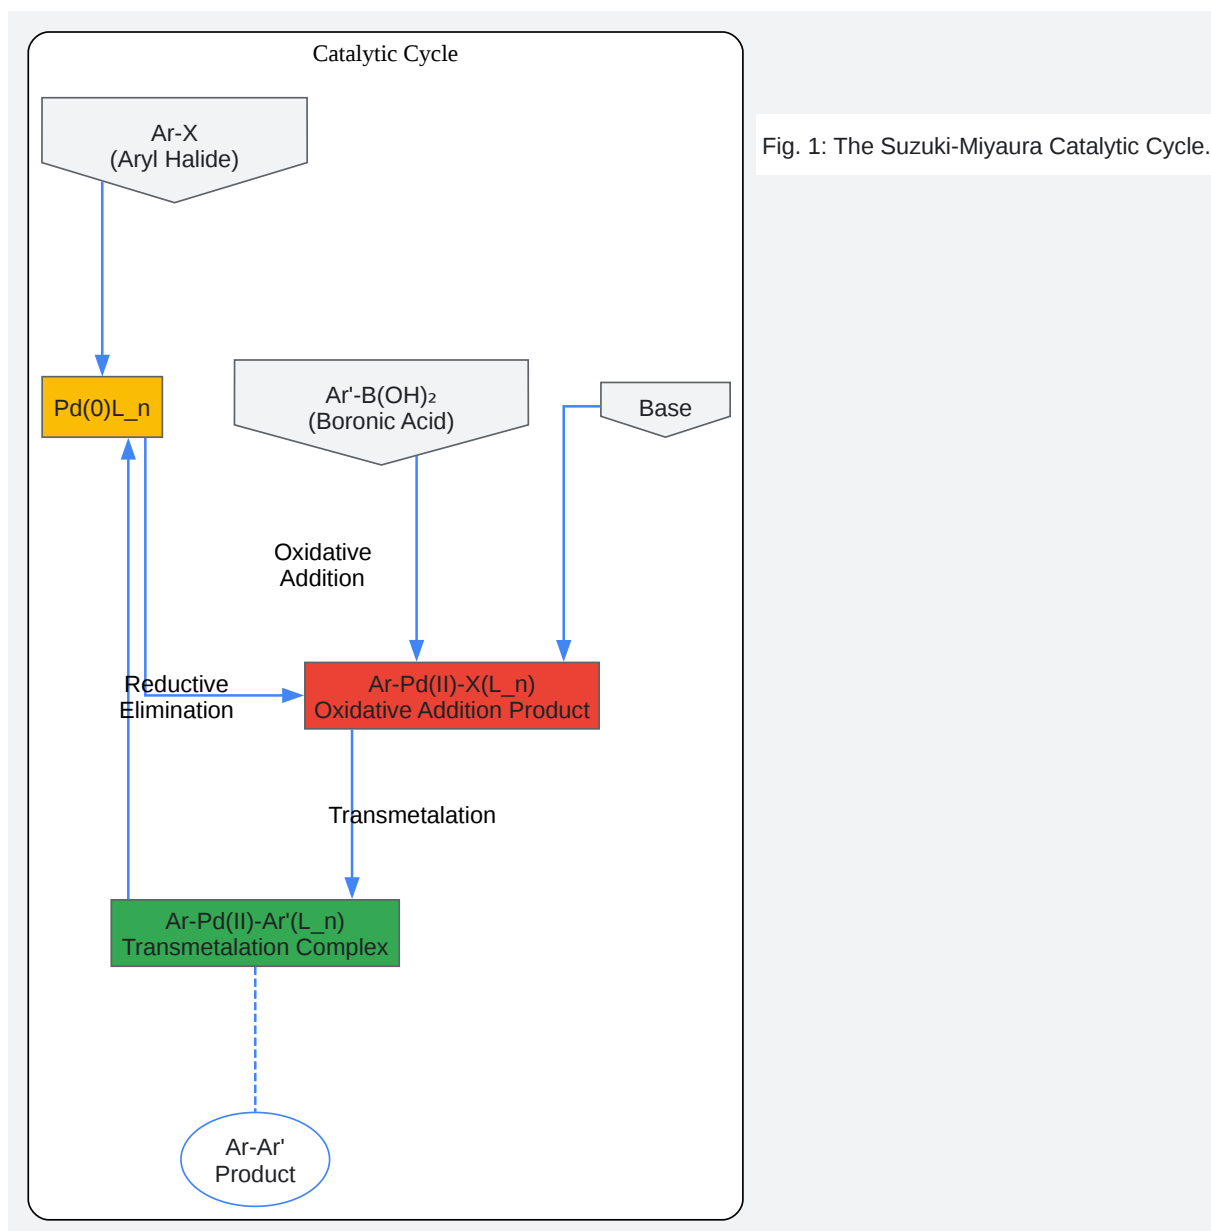 Catalytic Cycle
Ar-X
(Aryl Halide)
Fig. 1: The Suzuki-Miyaura Catalytic Cycle.
Pd(0)L_n
Ar'-B(OH)₂
(Boronic Acid)
Base
Oxidative
Addition
Reductive
Elimination
Ar-Pd(II)-X(L_n)
Oxidative Addition Product
Transmetalation
Ar-Pd(II)-Ar'(L_n)
Transmetalation Complex
Ar-Ar'
Product